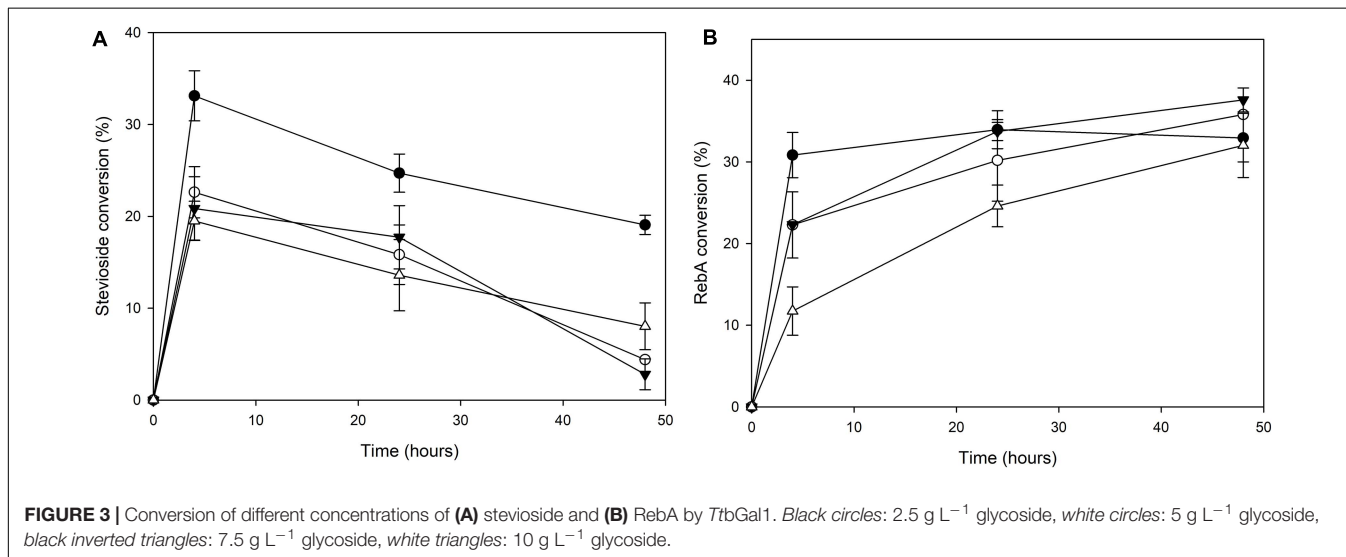 A
Stevioside conversion (%)
40
30
20
10
0
0 10 20 30 40 50
Time (hours)
B
RebA conversion (%)
40
30
20
10
0
0 10 20 30 40 50
Time (hours)
FIGURE 3 | Conversion of different concentrations of (A) stevioside and (B) RebA by TtbGal1. Black circles: 2.5 g L−1 glycoside, white circles: 5 g L−1 glycoside,
black inverted triangles: 7.5 g L−1 glycoside, white triangles: 10 g L−1 glycoside.